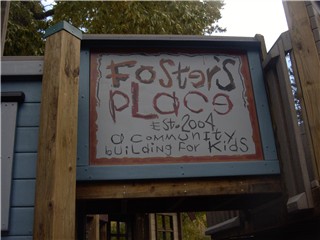 Foster's
PLACE
Est. 2004
a community
building for Kids